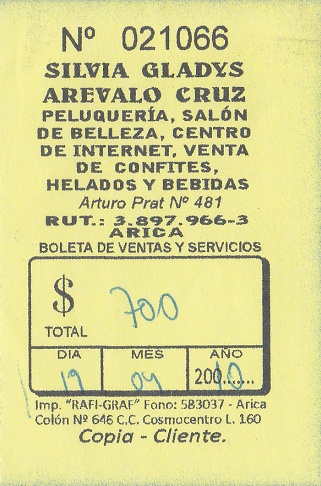 Nº 021066
SILVIA GLADYS
AREVALO CRUZ
PELUQUERÍA, SALÓN
DE BELLEZA, CENTRO
DE INTERNET, VENTA
DE CONFITES,
HELADOS Y BEBIDAS
Arturo Prat Nº 481
RUT.: 3.897.966-3
ARICA
BOLETA DE VENTAS Y SERVICIOS
$ 700
TOTAL
DIA MES AÑO
19 04 200...10
Imp. "RAFI-GRAF" Fono: 583037 - Arica
Colón Nº 646 C.C. Cosmocentro L. 160
Copia - Cliente.